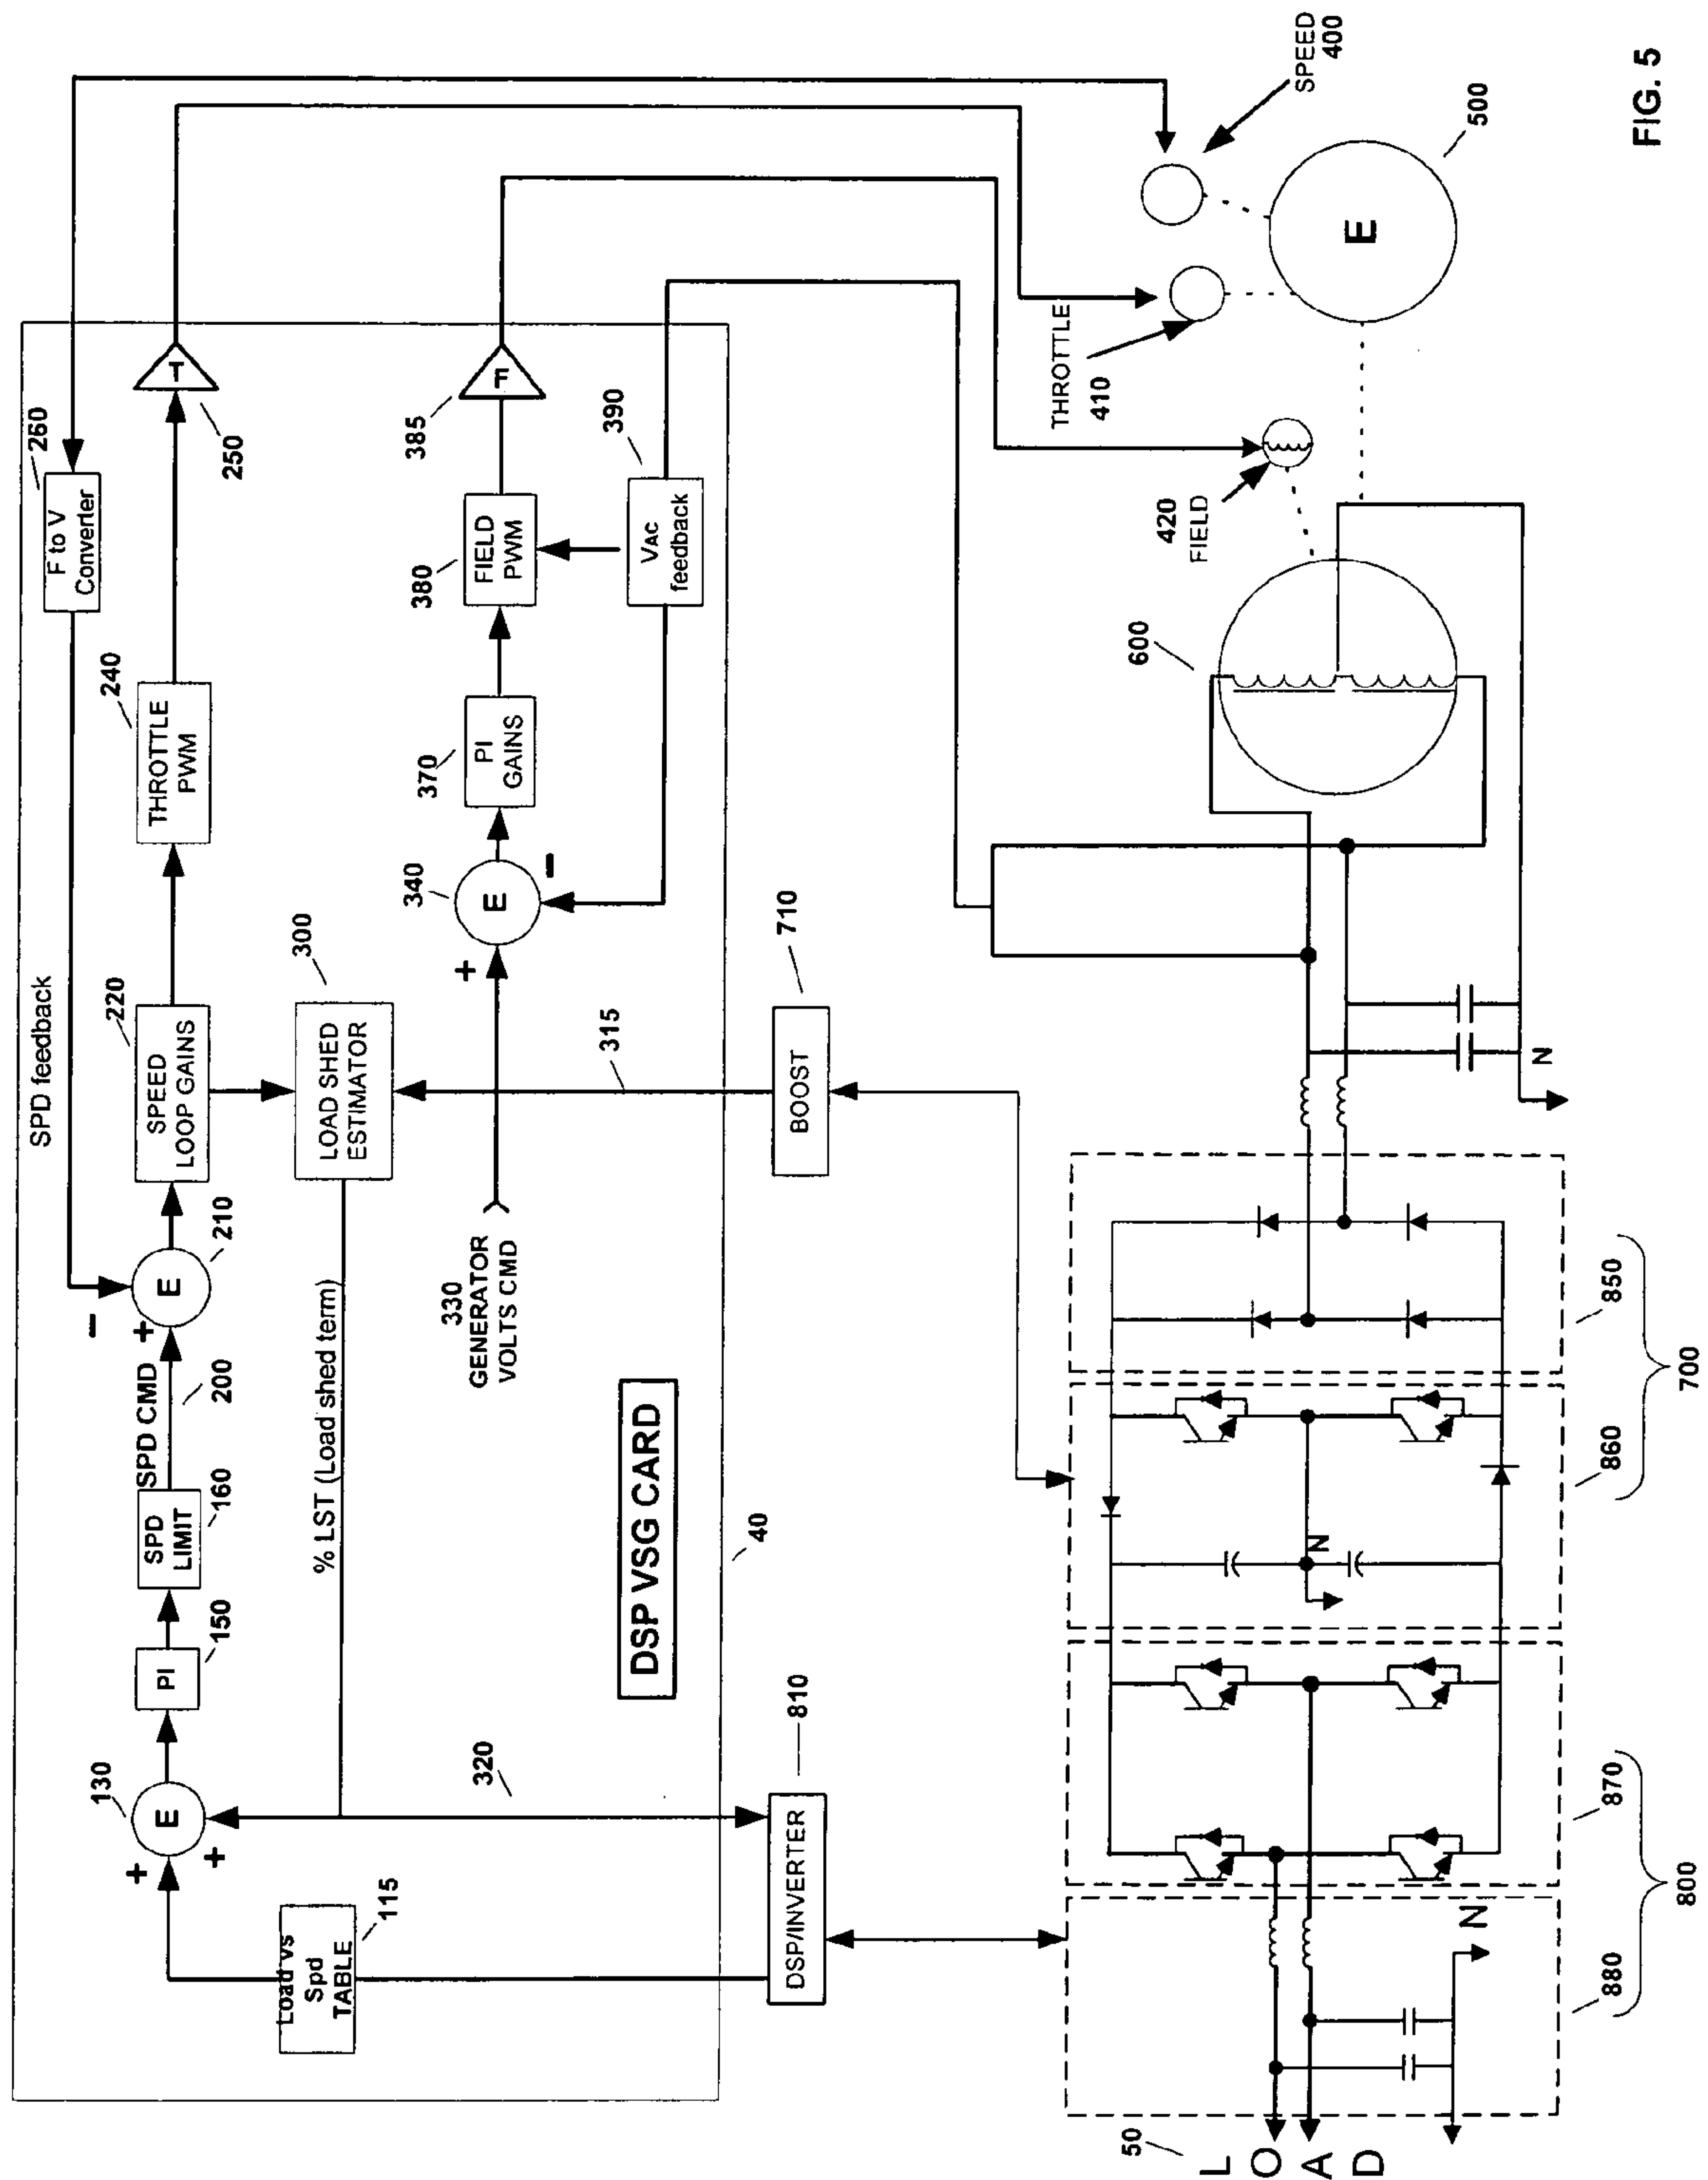 SPD feedback
260
F to V
Converter
130
E
+
+
PI
150
SPD
LIMIT
160
SPD CMD
200
−
+
E
210
220
SPEED
LOOP GAINS
240
THROTTLE
PWM
T
250
Load vs
Spd
TABLE
115
% LST (Load shed term)
300
LOAD SHED
ESTIMATOR
320
330
GENERATOR
VOLTS CMD
+
340
E
−
370
PI
GAINS
380
FIELD
PWM
385
F
390
VAC
feedback
315
DSP VSG CARD
40
810
DSP/INVERTER
710
BOOST
SPEED
400
THROTTLE
410
420
FIELD
600
E
500
N
N
N
50
L
O
A
D
880
870
800
860
850
700
FIG. 5